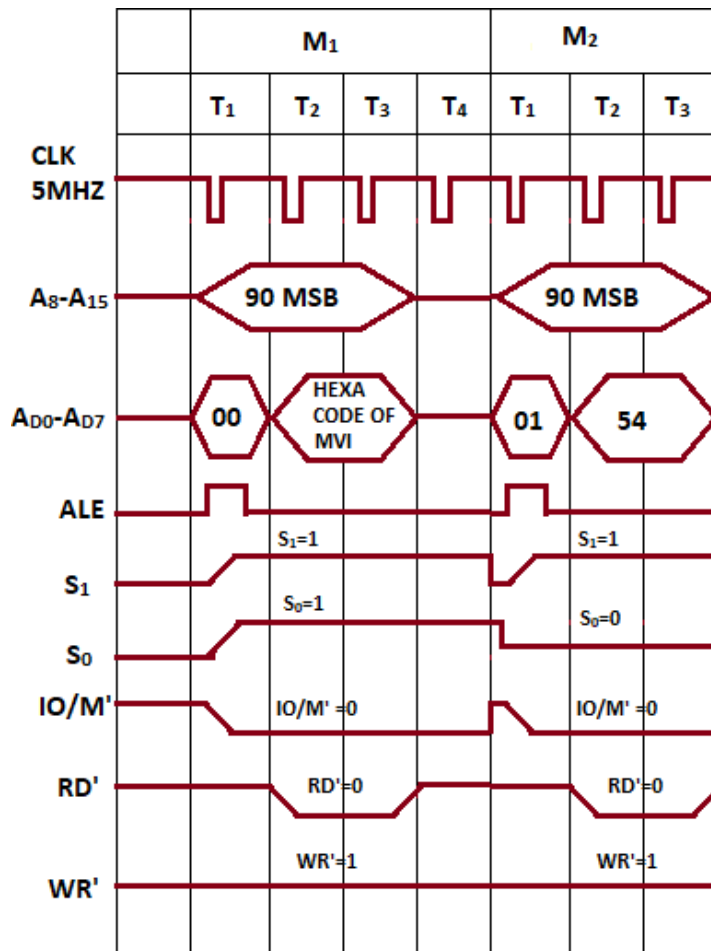 M1 M2
T1 T2 T3 T4 T1 T2 T3
CLK
5MHZ
A8-A15 90 MSB 90 MSB
AD0-AD7 00 HEXA CODE OF MVI 01 54
ALE
S1 S1=1 S1=1
S0 S0=1 S0=0
IO/M' IO/M'=0 IO/M'=0
RD' RD'=0 RD'=0
WR' WR'=1 WR'=1